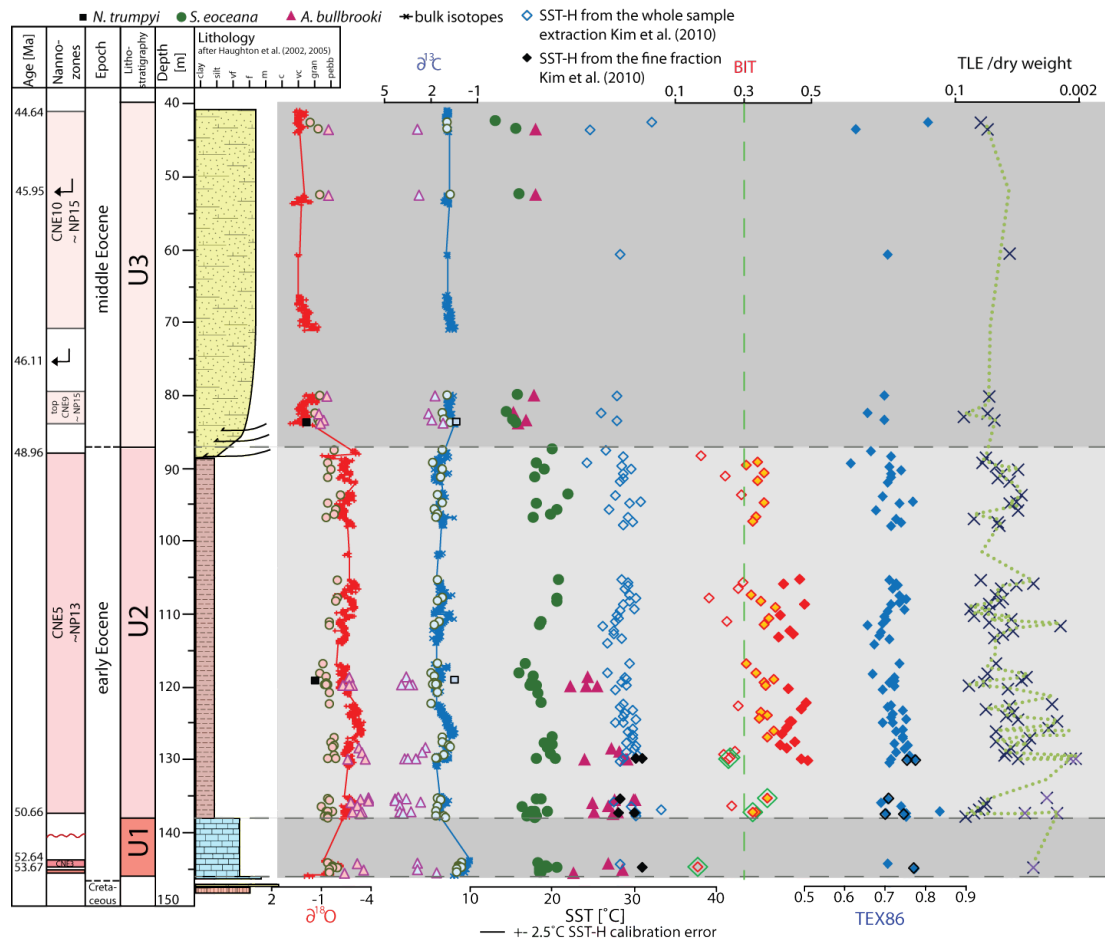 N. trumpyi
S. eoceana
A. bullbrooki
bulk isotopes
SST-H from the whole sample
extraction Kim et al. (2010)
SST-H from the fine fraction
Kim et al. (2010)
Age [Ma]
Nanno-
zones
Epoch
Litho-
stratigraphy
Lithology
after Haughton et al. (2002, 2005)
clay
silt
vf
f
m
c
vc
gran
pebb
Depth
[m]
∂13C
5 2 -1
BIT
0.1 0.3 0.5
TLE /dry weight
0.1 0.002
40
50
60
70
80
90
100
110
120
130
140
150
44.64
45.95
46.11
48.96
50.66
52.64
53.67
CNE10
~ NP15
top
CNE9
~ NP15
CNE5
~NP13
CNE1
middle Eocene
early Eocene
Creta-
ceous
U3
U2
U1
2 -1 -4
∂18O
10 20 30 40
SST [˚C]
+- 2.5˚C SST-H calibration error
0.5 0.6 0.7 0.8 0.9
TEX86